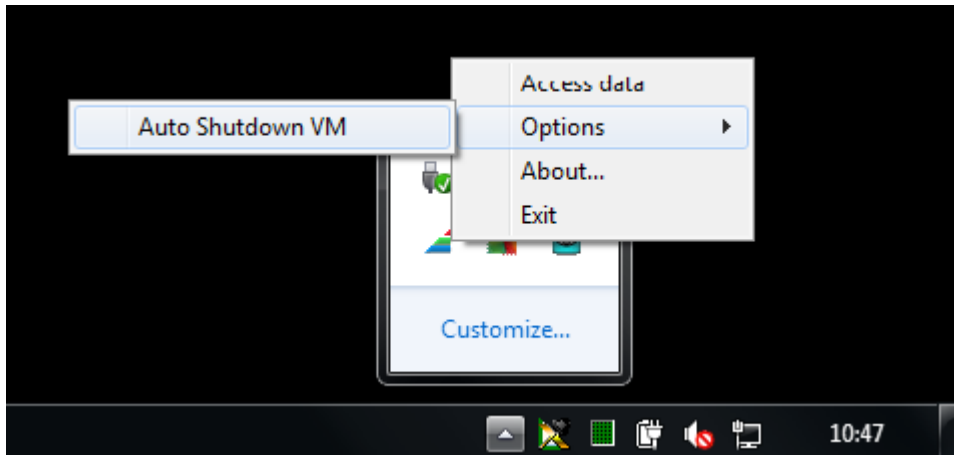 Access data
Auto Shutdown VM
Options
About...
Exit
Customize...
10:47